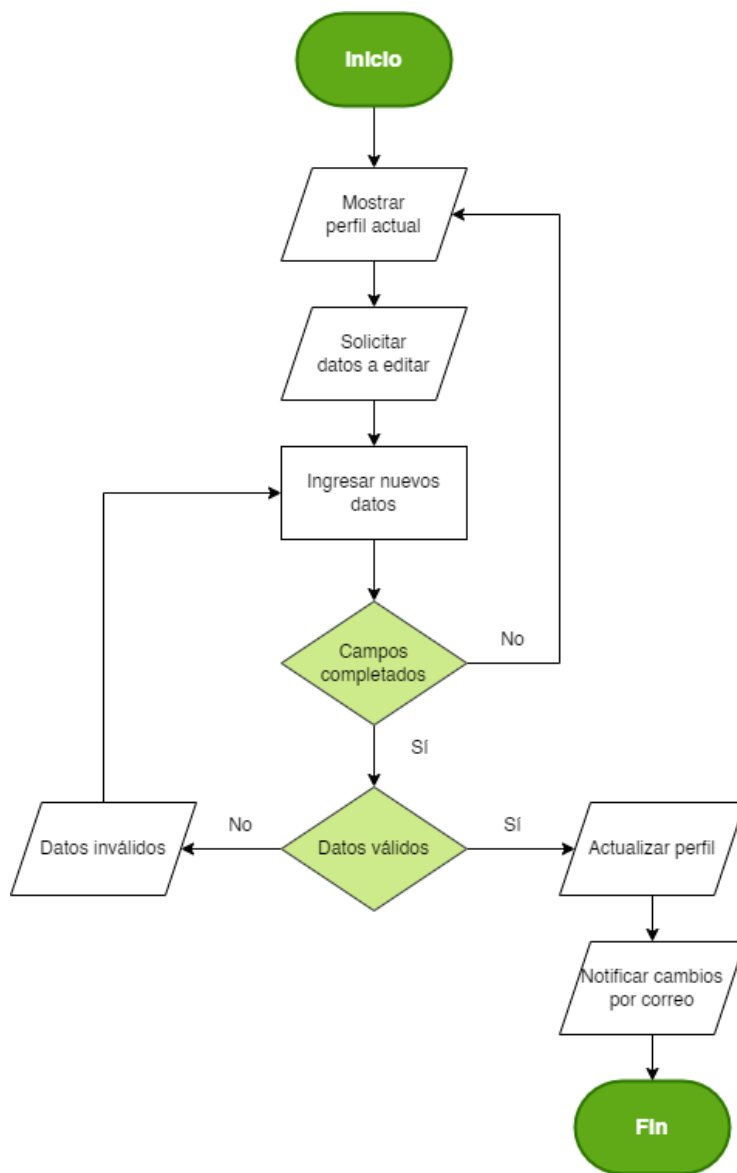 Inicio
Mostrar
perfil actual
Solicitar
datos a editar
Ingresar nuevos
datos
Campos
completados
No
Sí
Datos inválidos
No
Datos válidos
Sí
Actualizar perfil
Notificar cambios
por correo
Fin